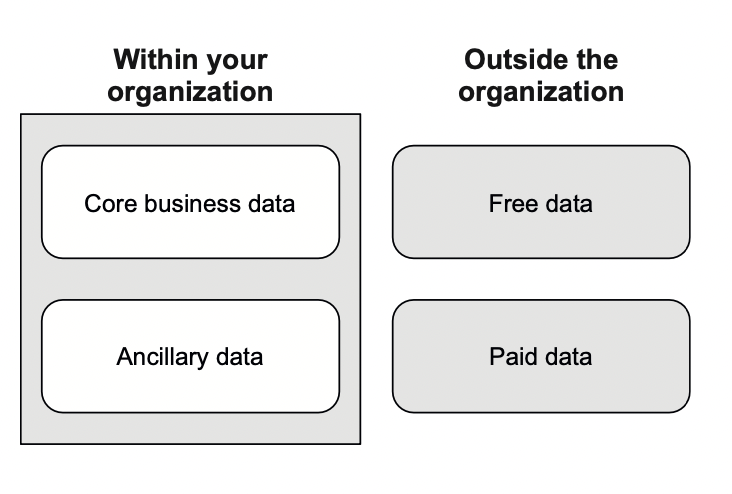 Within your
organization
Outside the
organization
Core business data
Free data
Ancillary data
Paid data